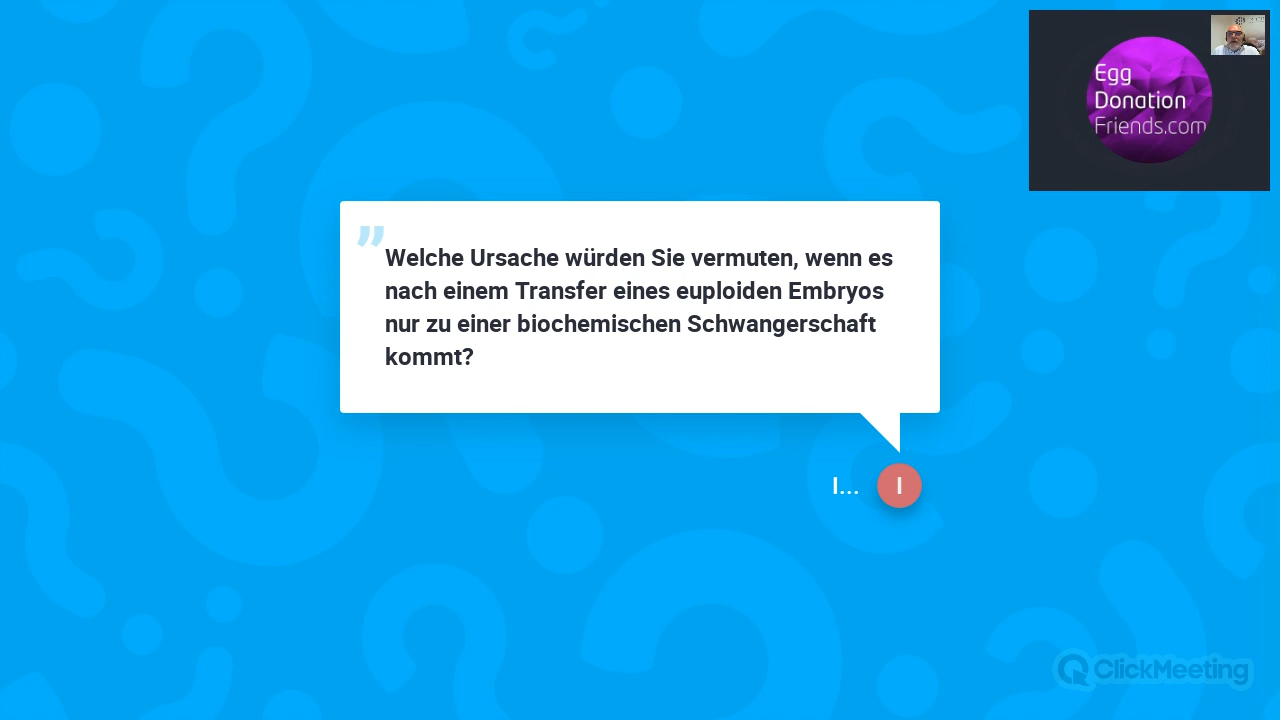 Egg
Donation
Friends.com
Welche Ursache würden Sie vermuten, wenn es
nach einem Transfer eines euploiden Embryos
nur zu einer biochemischen Schwangerschaft
kommt?
I...
I
ClickMeeting